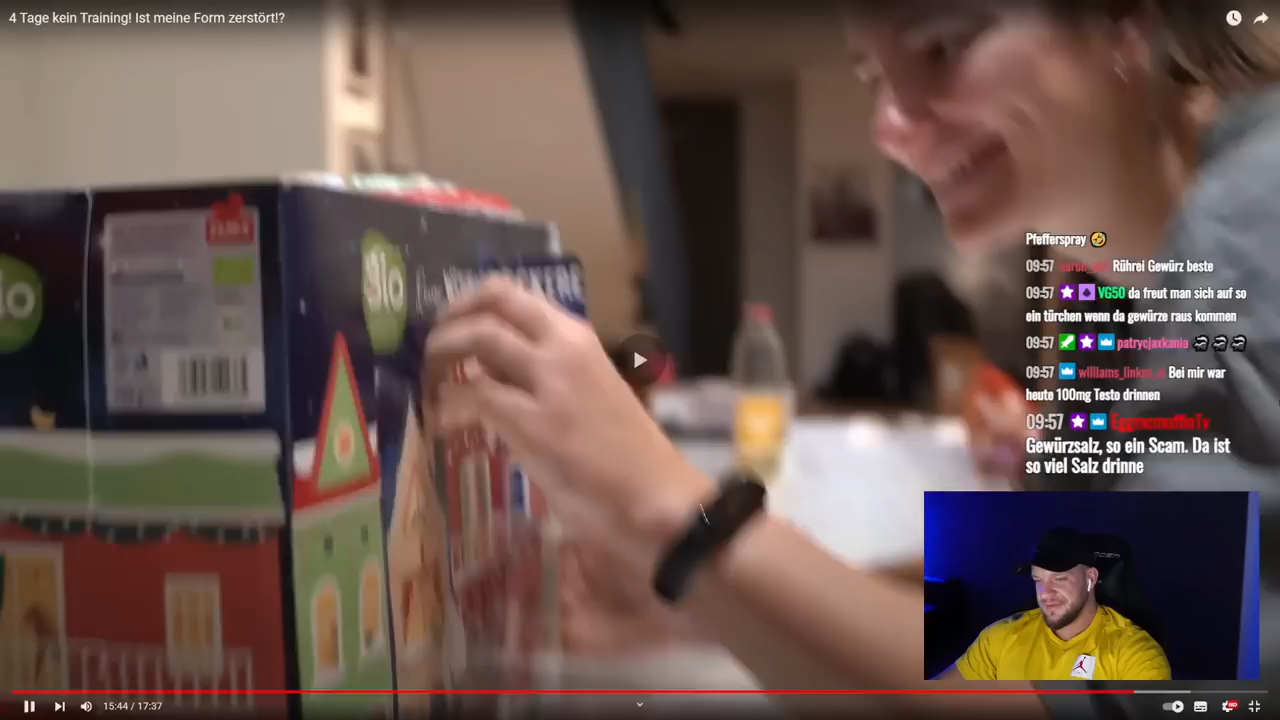 4 Tage kein Training! Ist meine Form zerstört!?
Bio
Pfefferspray 🤣
09:57 Rührei Gewürz beste
09:57 VG50 da freut man sich auf so
ein türchen wenn da gewürze raus kommen
09:57 patrycjaxkania
09:57 Bei mir war
heute 100mg Testo drinnen
09:57 EggmcmuffinTv
Gewürzsalz, so ein Scam. Da ist
so viel Salz drinne
15:44 / 17:37
HD